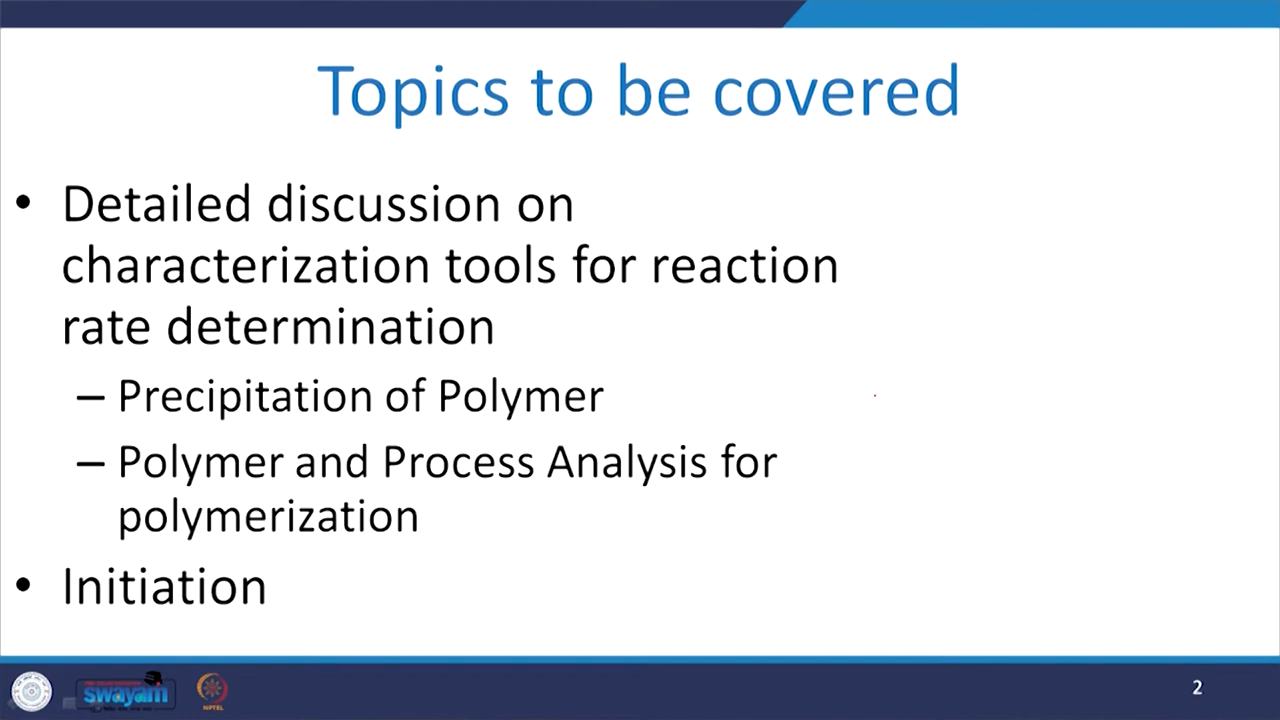 Topics to be covered
• Detailed discussion on
characterization tools for reaction
rate determination
– Precipitation of Polymer
– Polymer and Process Analysis for
polymerization
• Initiation
swayam
NPTEL
2